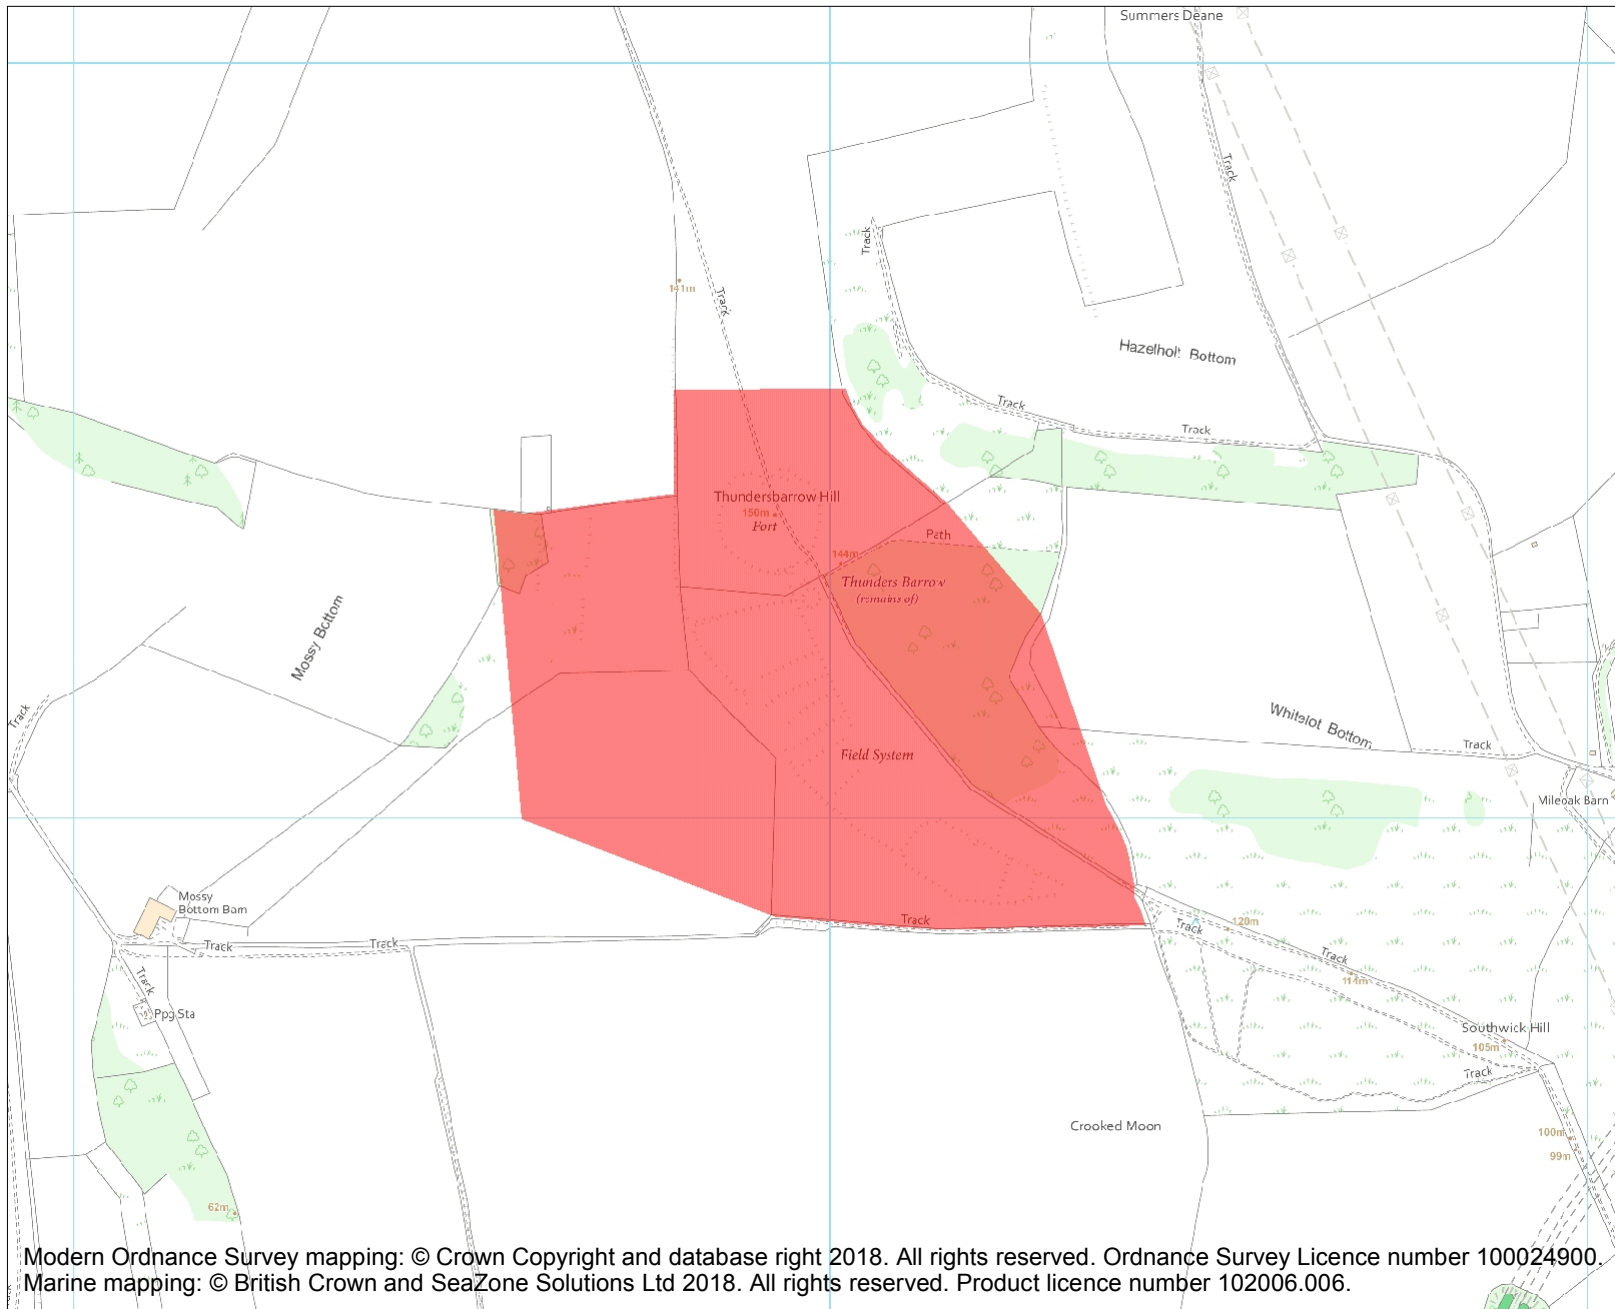 Summers Deane
Track
Track
141m
Track
Hazelholt Bottom
Track
Track
Thundersbarrow Hill
150m
Fort
Path
144m
Thunders Barrow
(remains of)
Mossy Bottom
Track
Whitelot Bottom
Track
Field System
Mileoak Barn
Mossy
Bottom Barn
Track
Track
Track
120m
Track
Track
114m
Track
Ppg Sta
Southwick Hill
105m
Track
Crooked Moon
100m
99m
62m
Modern Ordnance Survey mapping: © Crown Copyright and database right 2018. All rights reserved. Ordnance Survey Licence number 100024900.
Marine mapping: © British Crown and SeaZone Solutions Ltd 2018. All rights reserved. Product licence number 102006.006.